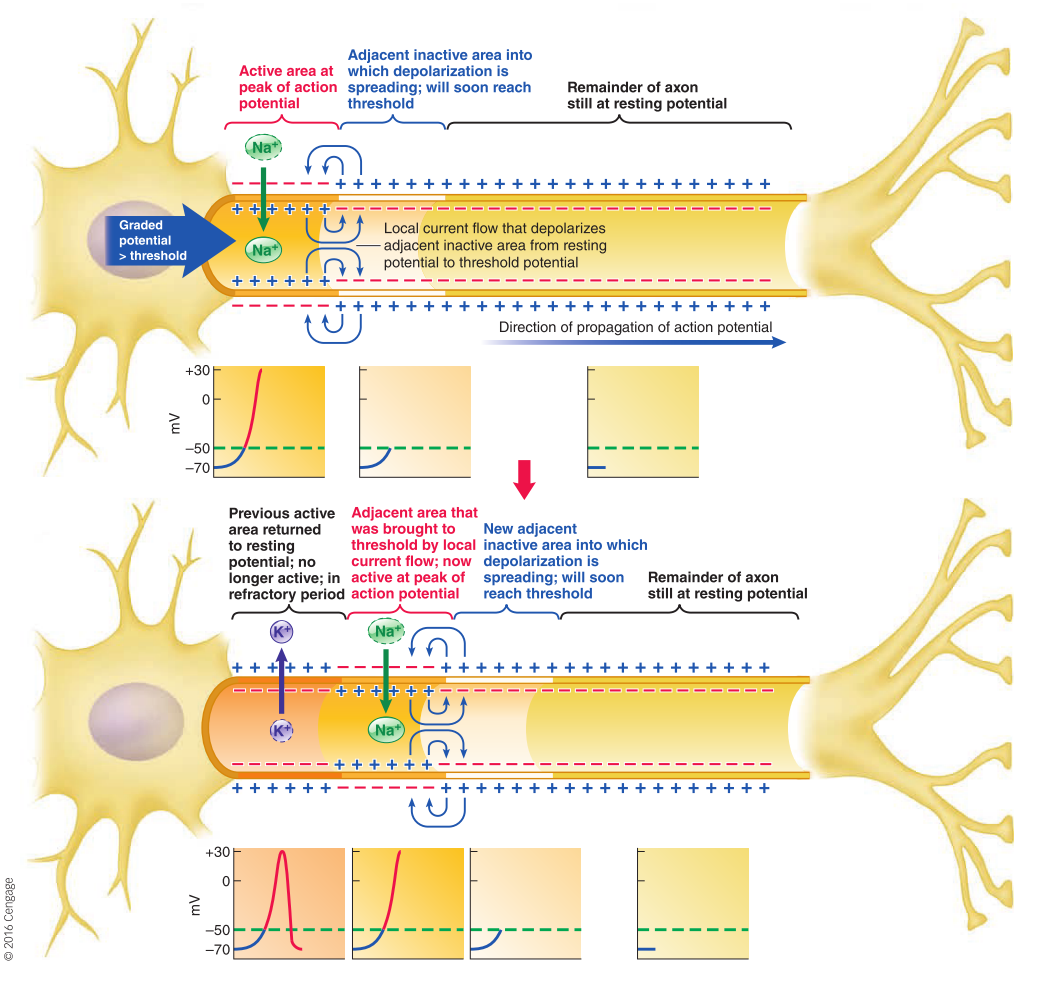 Active area at
peak of action
potential
Adjacent inactive area into
which depolarization is
spreading; will soon reach
threshold
Remainder of axon
still at resting potential
Na+
Graded
potential
> threshold
Na+
Local current flow that depolarizes
adjacent inactive area from resting
potential to threshold potential
Direction of propagation of action potential
+30
0
mV
–50
–70
Previous active
area returned
to resting
potential; no
longer active; in
refractory period
Adjacent area that
was brought to
threshold by local
current flow; now
active at peak of
action potential
New adjacent
inactive area into which
depolarization is
spreading; will soon
reach threshold
Remainder of axon
still at resting potential
K+
Na+
K+
Na+
+30
0
mV
–50
–70
© 2016 Cengage